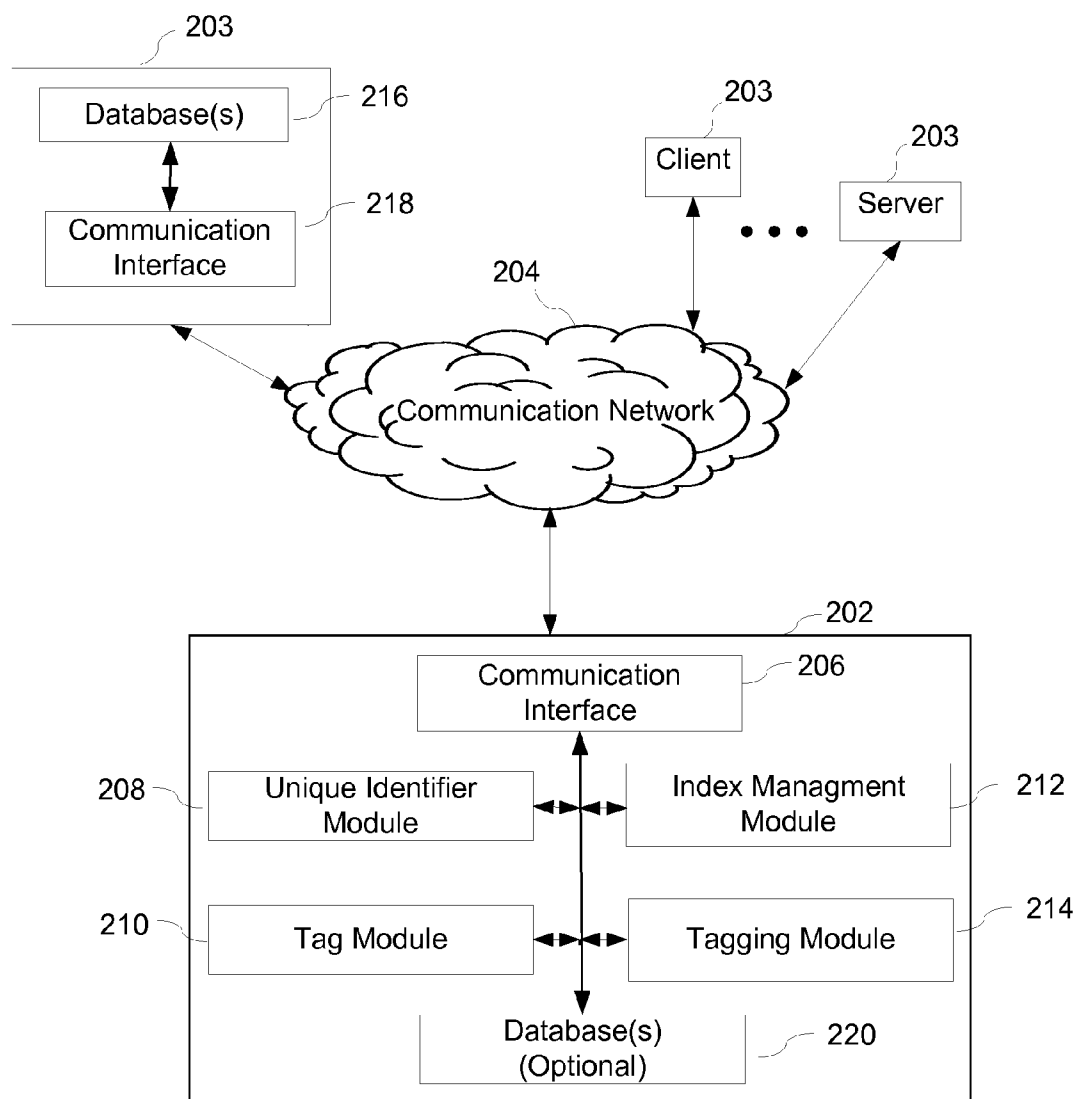 203
Database(s)
216
Communication
Interface
218
203
Client
203
Server
204
Communication Network
202
Communication
Interface
206
208
Unique Identifier
Module
Index Managment
Module
212
210
Tag Module
Tagging Module
214
Database(s)
(Optional)
220